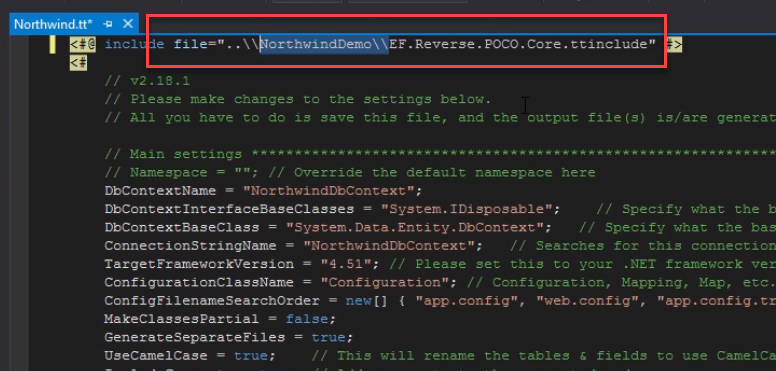 Northwind.tt*
<#@ include file="..\\NorthwindDemo\\EF.Reverse.POCO.Core.ttinclude" #>
<#
// v2.18.1
// Please make changes to the settings below.
// All you have to do is save this file, and the output file(s) is/are generat
// Main settings **********************************************************
// Namespace = ""; // Override the default namespace here
DbContextName = "NorthwindDbContext";
DbContextInterfaceBaseClasses = "System.IDisposable";    // Specify what the b
DbContextBaseClass = "System.Data.Entity.DbContext";   // Specify what the bas
ConnectionStringName = "NorthwindDbContext";   // Searches for this connection
TargetFrameworkVersion = "4.51"; // Please set this to your .NET framework ver
ConfigurationClassName = "Configuration"; // Configuration, Mapping, Map, etc.
ConfigFilenameSearchOrder = new[] { "app.config", "web.config", "app.config.tr
MakeClassesPartial = false;
GenerateSeparateFiles = true;
UseCamelCase = true;    // This will rename the tables & fields to use CamelCa